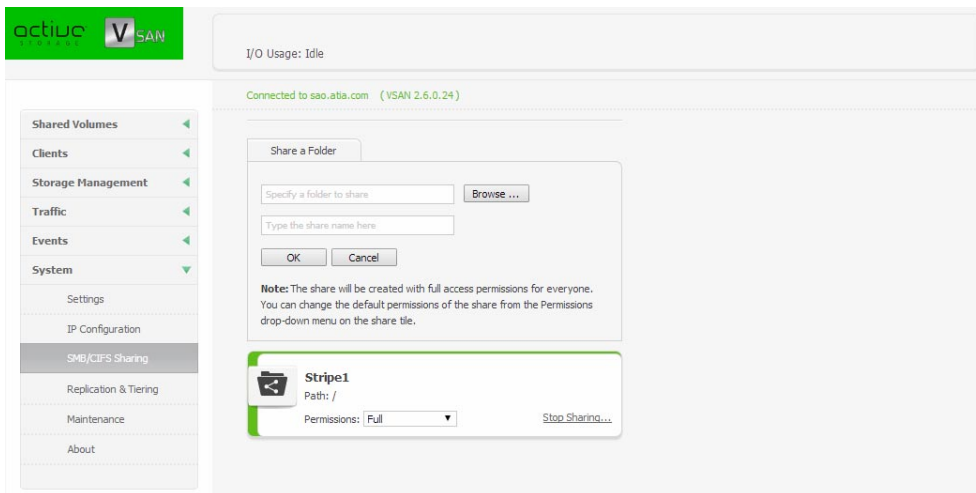 active
STORAGE
V SAN
I/O Usage: Idle
Connected to sao.atia.com (VSAN 2.6.0.24)
Shared Volumes
Clients
Storage Management
Traffic
Events
System
Settings
IP Configuration
SMB/CIFS Sharing
Replication & Tiering
Maintenance
About
Share a Folder
Specify a folder to share
Browse ...
Type the share name here
OK Cancel
Note: The share will be created with full access permissions for everyone.
You can change the default permissions of the share from the Permissions
drop-down menu on the share tile.
Stripe1
Path: /
Permissions: Full
Stop Sharing...